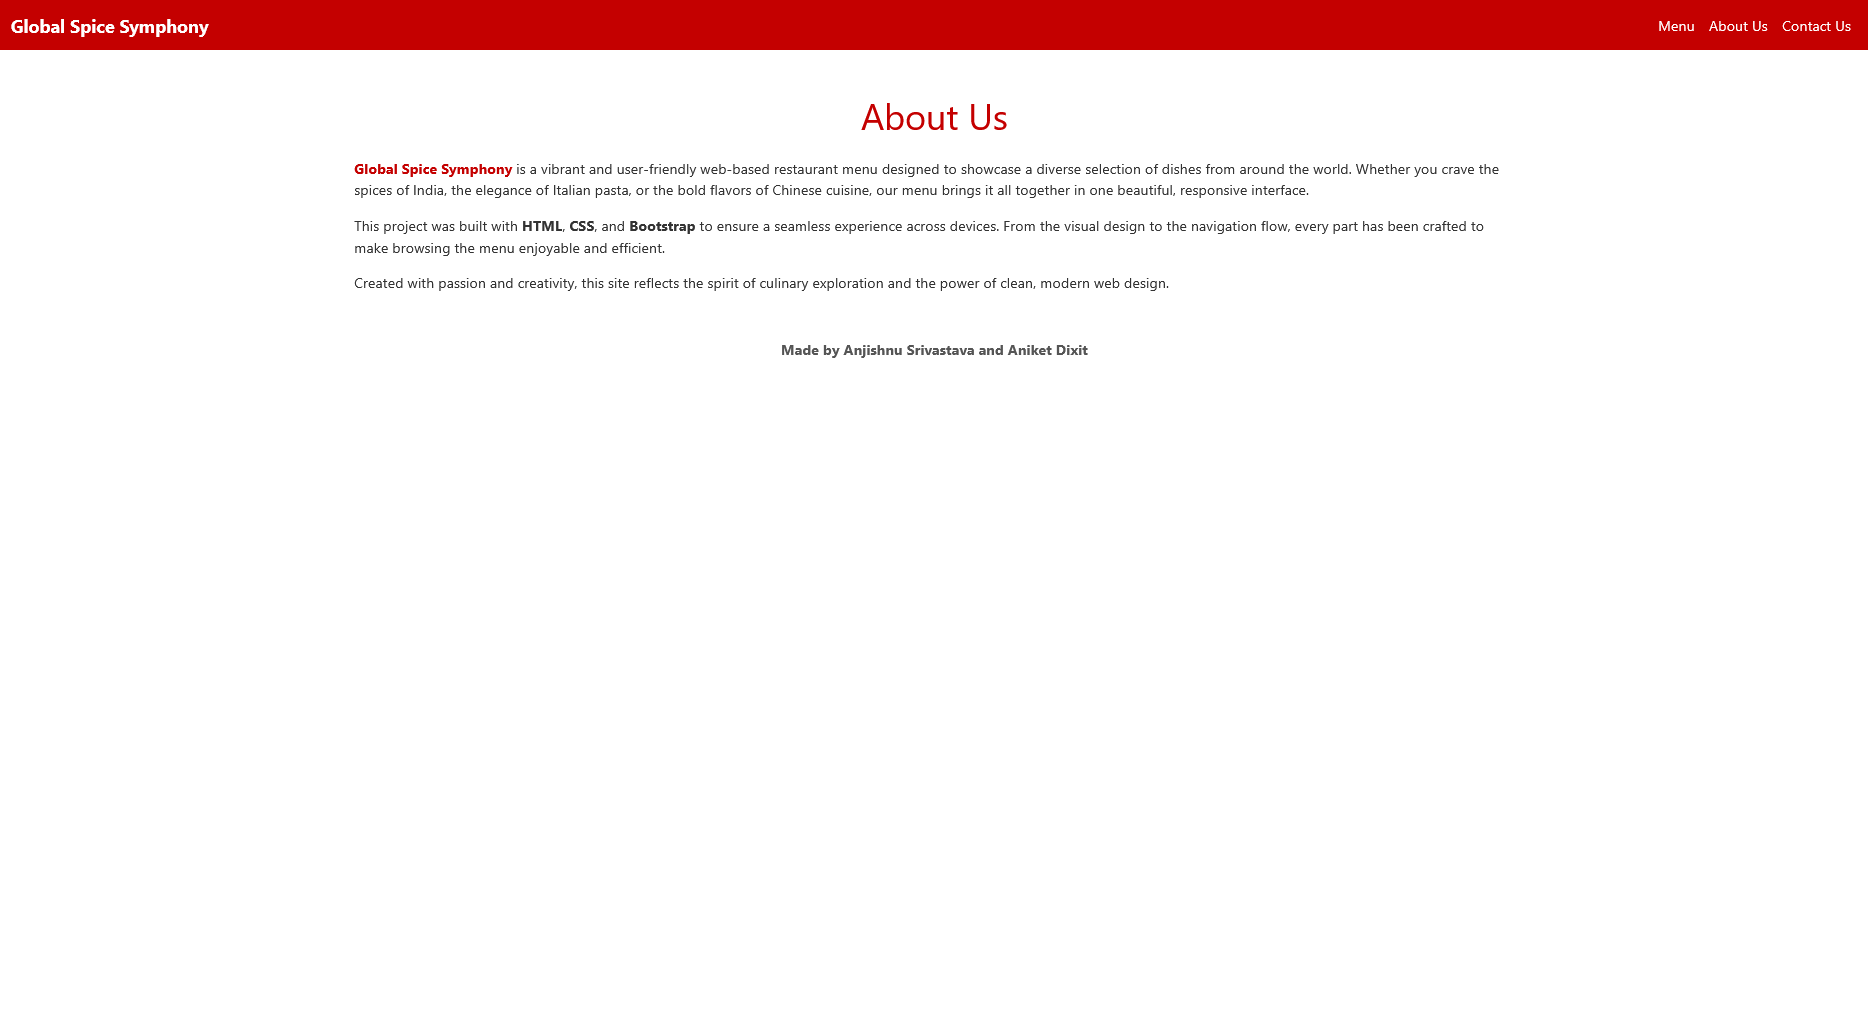 Global Spice Symphony
Menu
About Us
Contact Us
About Us
Global Spice Symphony is a vibrant and user-friendly web-based restaurant menu designed to showcase a diverse selection of dishes from around the world. Whether you crave the
spices of India, the elegance of Italian pasta, or the bold flavors of Chinese cuisine, our menu brings it all together in one beautiful, responsive interface.
This project was built with HTML, CSS, and Bootstrap to ensure a seamless experience across devices. From the visual design to the navigation flow, every part has been crafted to
make browsing the menu enjoyable and efficient.
Created with passion and creativity, this site reflects the spirit of culinary exploration and the power of clean, modern web design.
Made by Anjishnu Srivastava and Aniket Dixit